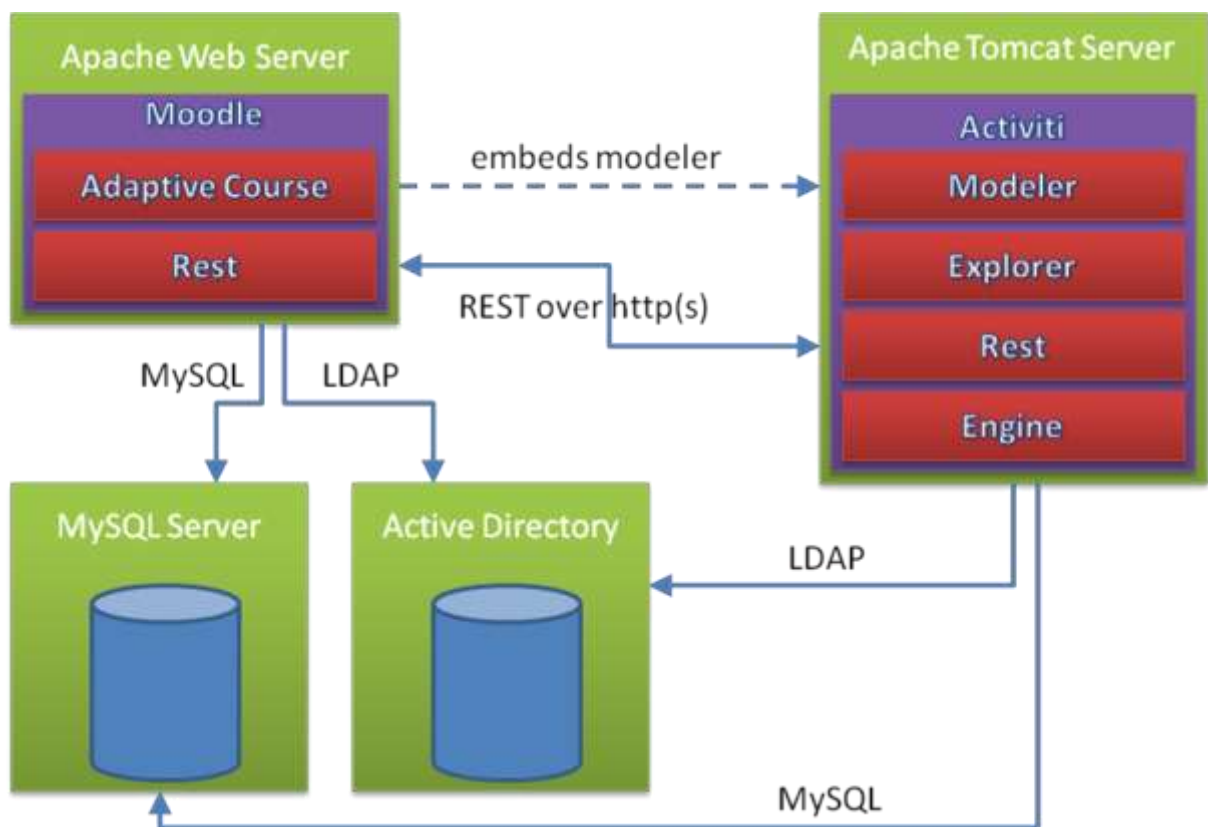 Apache Web Server
Moodle
Adaptive Course
Rest
embeds modeler
REST over http(s)
Apache Tomcat Server
Activiti
Modeler
Explorer
Rest
Engine
MySQL
LDAP
MySQL Server
Active Directory
LDAP
MySQL